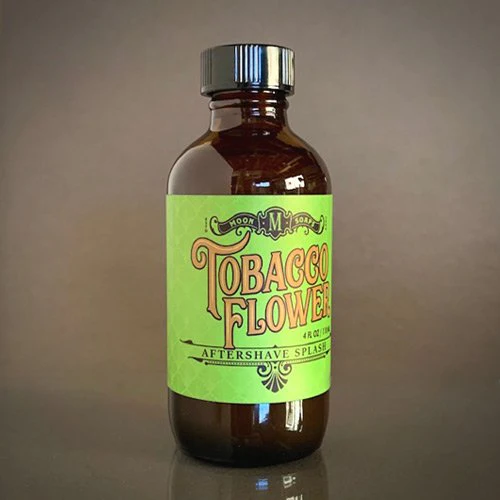 MOON M SOAPS
TOBACCO
FLOWER
4 FL OZ /
AFTERSHAVE SPLASH